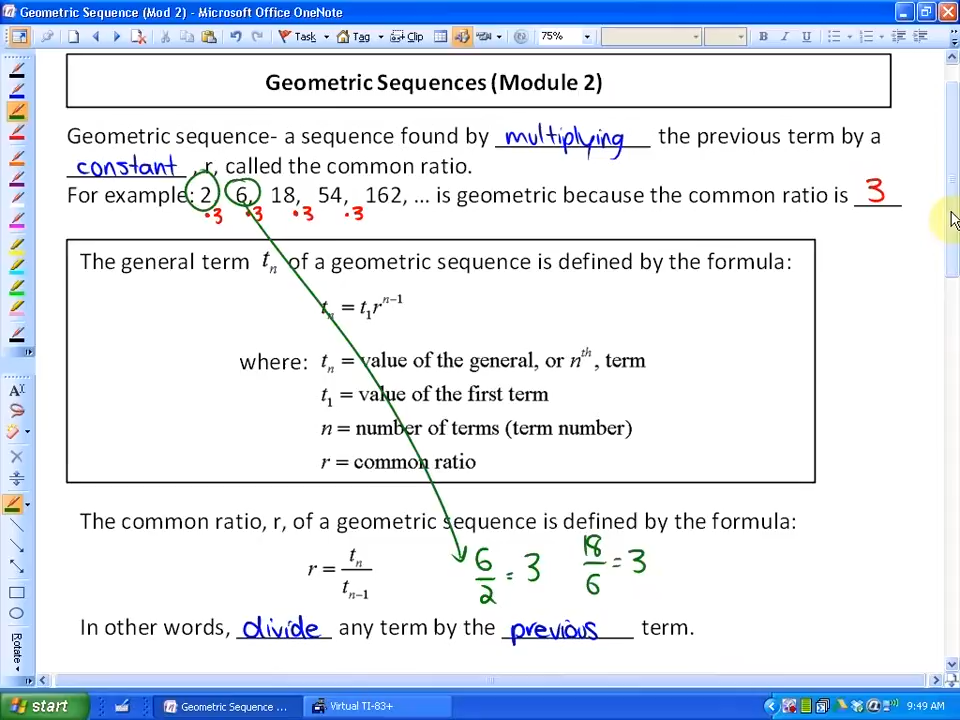 Geometric Sequence (Mod 2) - Microsoft Office OneNote
Task Tag Clip 75% B I U
Geometric Sequences (Module 2)
Geometric sequence- a sequence found by multiplying the previous term by a
constant, r, called the common ratio.
For example: 2, 6, 18, 54, 162, ... is geometric because the common ratio is 3
·3 ·3 ·3 ·3
The general term tₙ of a geometric sequence is defined by the formula:
tₙ = t₁rⁿ⁻¹
where: tₙ = value of the general, or nᵗʰ, term
t₁ = value of the first term
n = number of terms (term number)
r = common ratio
The common ratio, r, of a geometric sequence is defined by the formula:
r = tₙ/tₙ₋₁ 6/2 = 3 18/6 = 3
In other words, divide any term by the previous term.
Rotate
start Geometric Sequence ... Virtual TI-83+ 9:49 AM